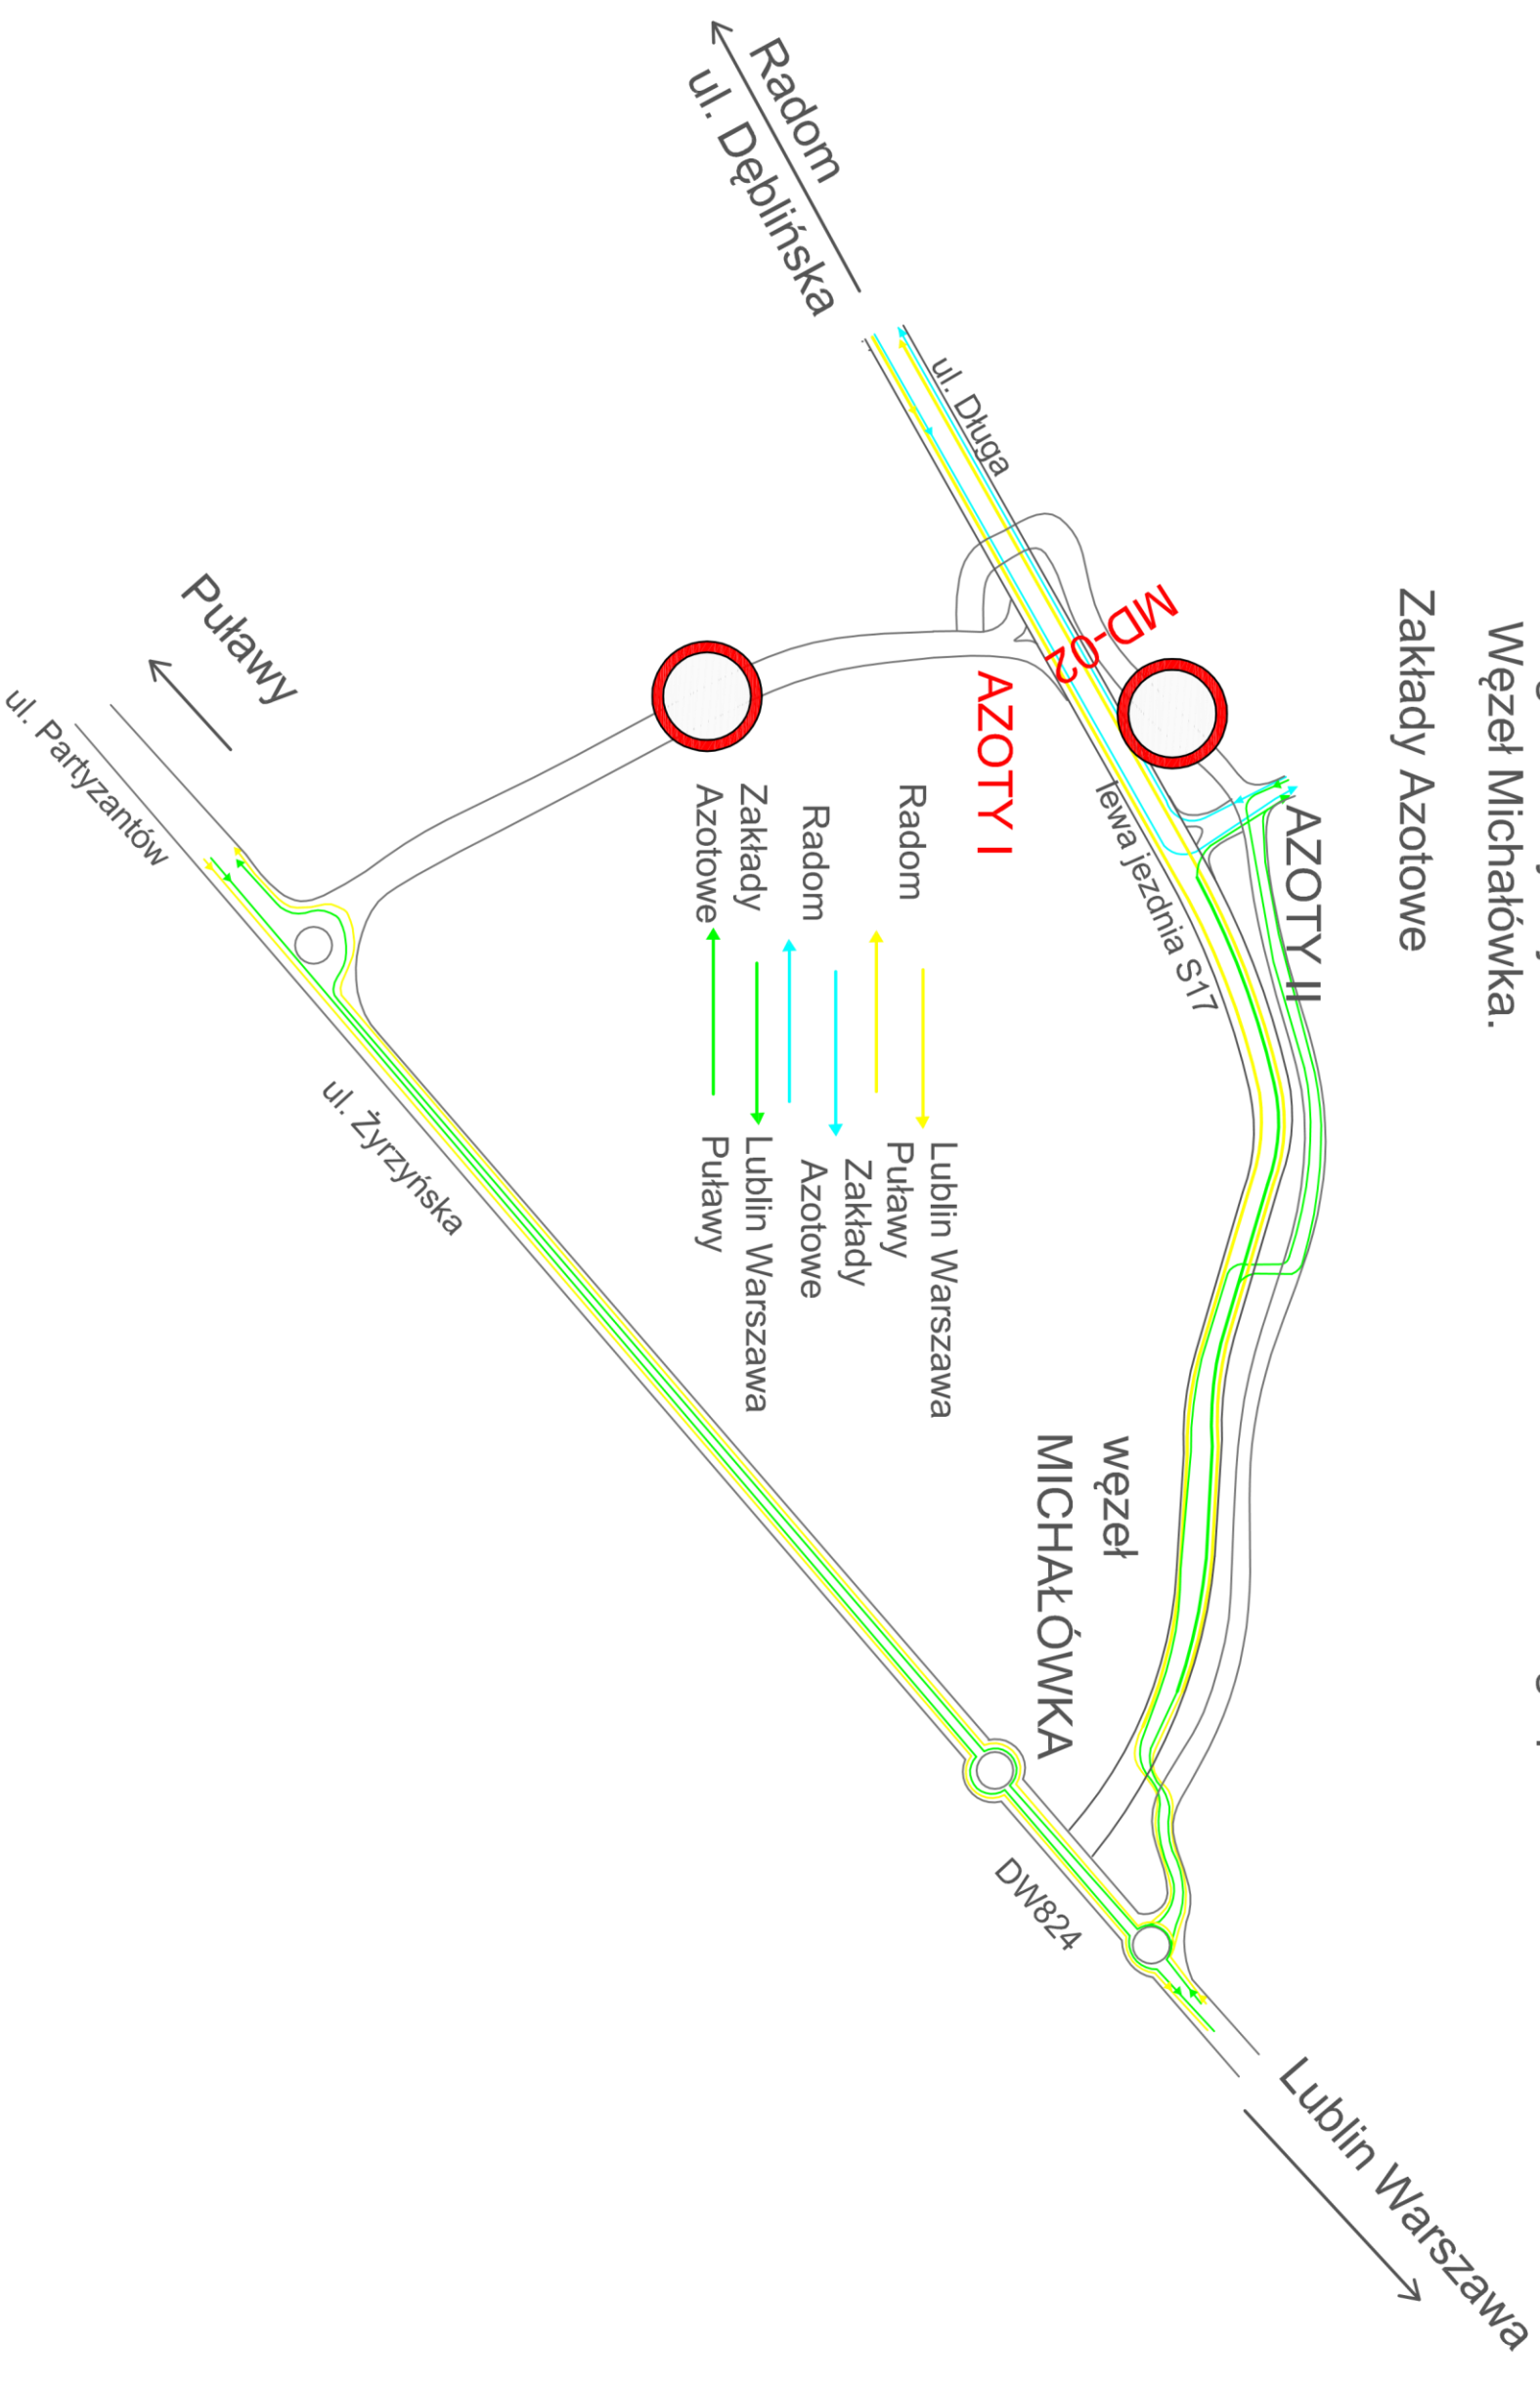 Węzeł Michałówka.
Zakłady Azotowe
Radom
ul. Dęblińska
ul. Długa
MD-02
AZOTY I
AZOTY II
lewa jezdnia S17
Puławy
ul. Partyzantów
ul. Żyrzyńska
Radom
Lublin Warszawa
Puławy
Radom
Zakłady
Azotowe
Zakłady
Azotowe
Lublin Warszawa
Puławy
węzeł
MICHAŁÓWKA
DW824
Lublin Warszawa